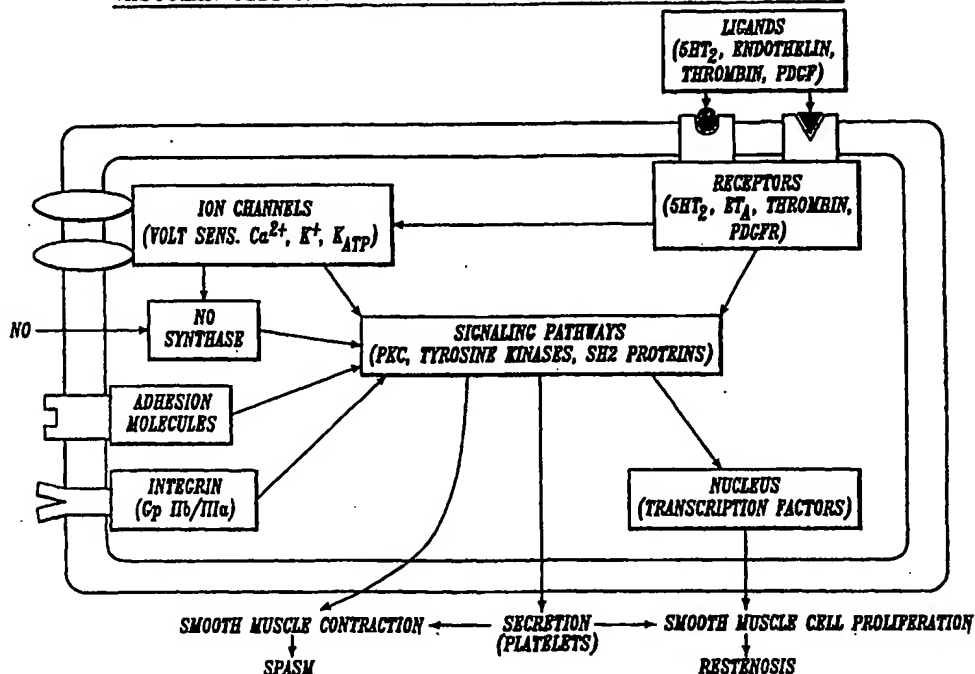 LIGANDS
(5HT2, ENDOTHELIN,
THROMBIN, PDGF)
RECEPTORS
(5HT2, ETA, THROMBIN,
PDGFR)
ION CHANNELS
(VOLT SENS. Ca2+, K+, KATP)
NO
NO
SYNTHASE
SIGNALING PATHWAYS
(PKC, TYROSINE KINASES, SH2 PROTEINS)
ADHESION
MOLECULES
INTEGRIN
(Gp IIb/IIIa)
NUCLEUS
(TRANSCRIPTION FACTORS)
SMOOTH MUSCLE CONTRACTION
SECRETION
(PLATELETS)
SMOOTH MUSCLE CELL PROLIFERATION
SPASM
RESTENOSIS